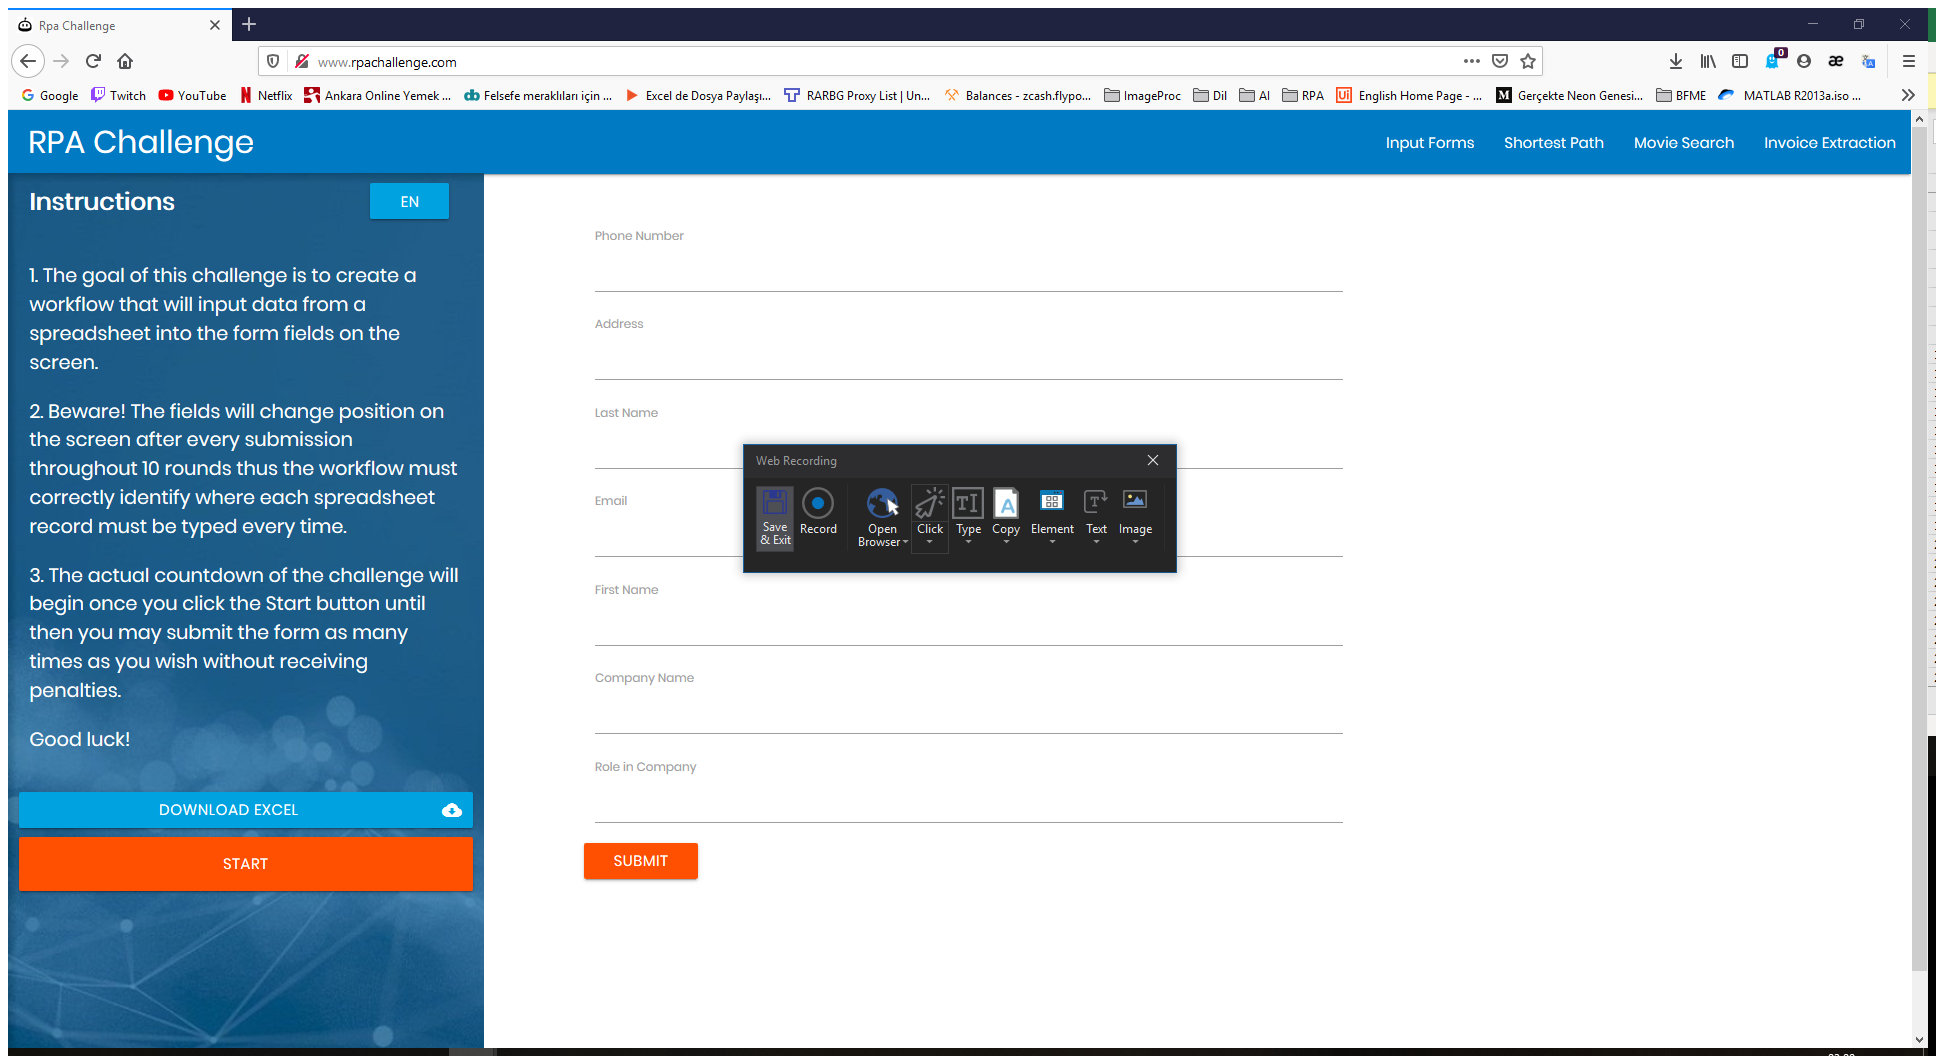 Rpa Challenge
www.rpachallenge.com
0
Google Twitch YouTube Netflix Ankara Online Yemek ... Felsefe meraklıları için ... Excel de Dosya Paylaşı... RARBG Proxy List | Un... Balances - zcash.flypo... ImageProc Dil AI RPA English Home Page - ... Gerçekte Neon Genesi... BFME MATLAB R2013a.iso ...
RPA Challenge
Input Forms Shortest Path Movie Search Invoice Extraction
Instructions
EN
1. The goal of this challenge is to create a
workflow that will input data from a
spreadsheet into the form fields on the
screen.
2. Beware! The fields will change position on
the screen after every submission
throughout 10 rounds thus the workflow must
correctly identify where each spreadsheet
record must be typed every time.
3. The actual countdown of the challenge will
begin once you click the Start button until
then you may submit the form as many
times as you wish without receiving
penalties.
Good luck!
DOWNLOAD EXCEL
START
Phone Number
Address
Last Name
Email
First Name
Company Name
Role in Company
SUBMIT
Web Recording
Save
& Exit
Record
Open
Browser
Click
Type
Copy
Element
Text
Image